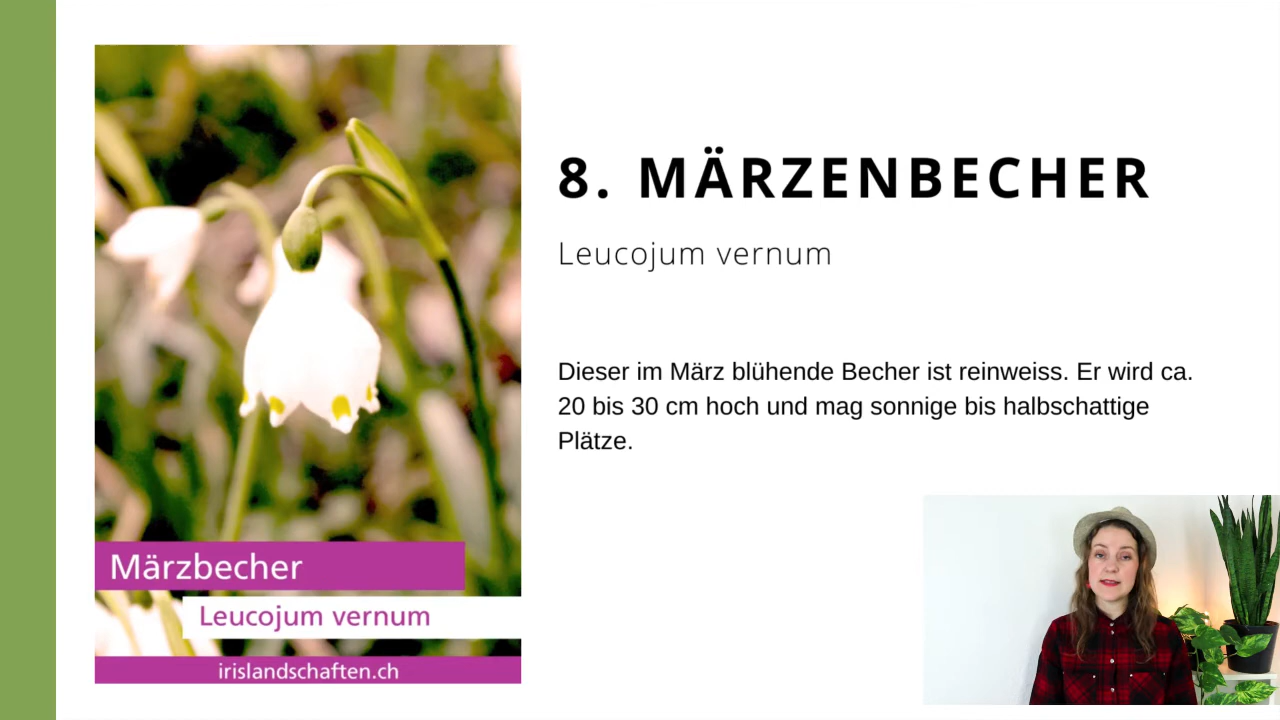 8. MÄRZENBECHER
Leucojum vernum
Dieser im März blühende Becher ist reinweiss. Er wird ca.
20 bis 30 cm hoch und mag sonnige bis halbschattige
Plätze.
Märzbecher
Leucojum vernum
irislandschaften.ch